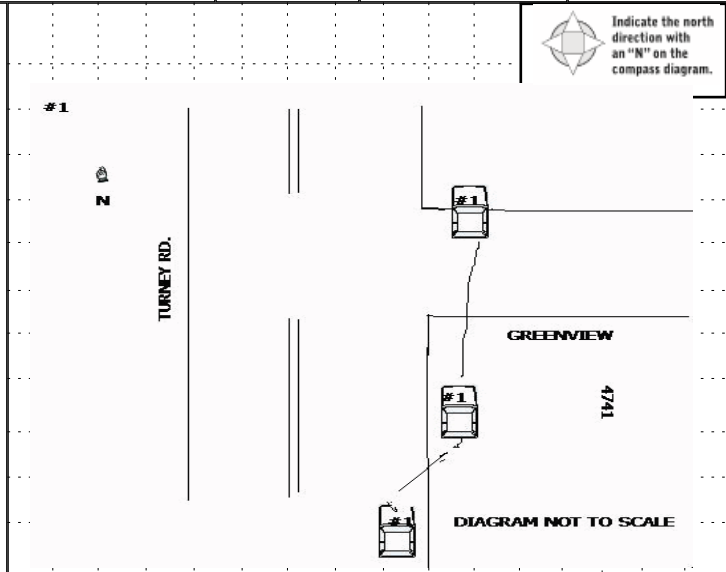 Indicate the north
direction with
an “N” on the
compass diagram.
#1
N
TURNEY RD.
#1
GREENVIEW
#1
4741
#1
DIAGRAM NOT TO SCALE